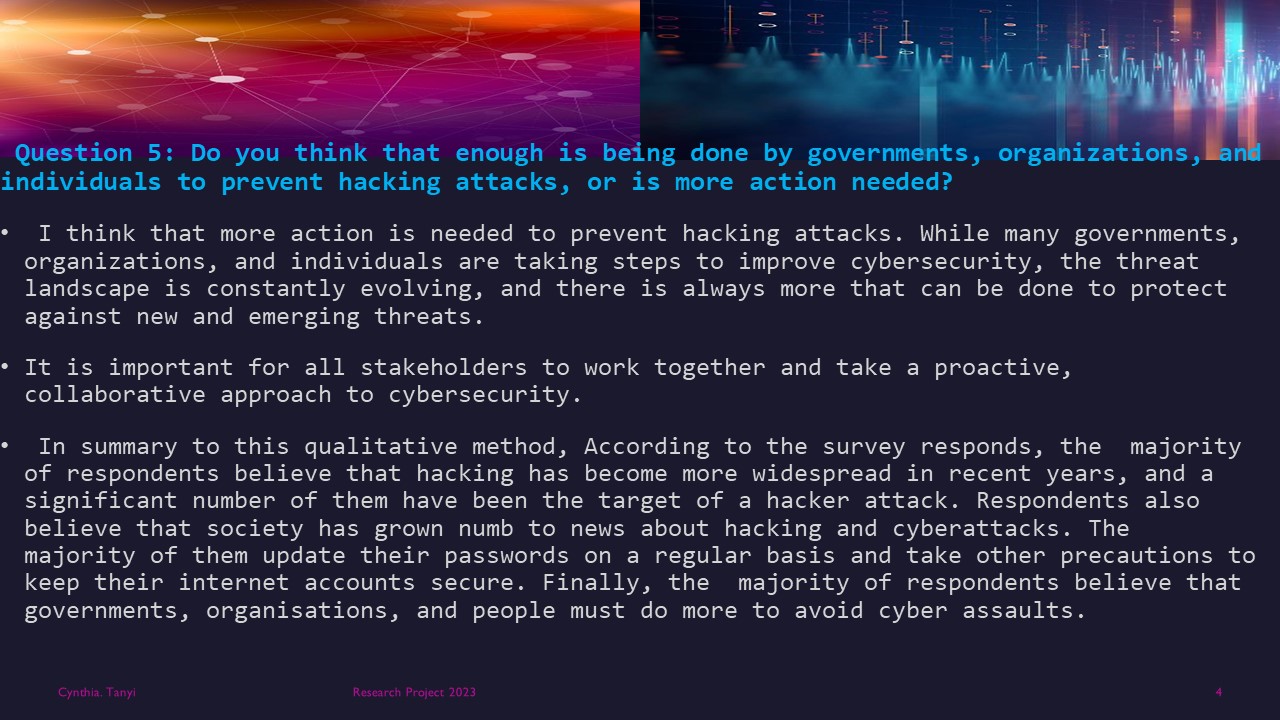 Question 5: Do you think that enough is being done by governments, organizations, and
individuals to prevent hacking attacks, or is more action needed?
• I think that more action is needed to prevent hacking attacks. While many governments,
organizations, and individuals are taking steps to improve cybersecurity, the threat
landscape is constantly evolving, and there is always more that can be done to protect
against new and emerging threats.
• It is important for all stakeholders to work together and take a proactive,
collaborative approach to cybersecurity.
• In summary to this qualitative method, According to the survey responds, the  majority
of respondents believe that hacking has become more widespread in recent years, and a
significant number of them have been the target of a hacker attack. Respondents also
believe that society has grown numb to news about hacking and cyberattacks. The
majority of them update their passwords on a regular basis and take other precautions to
keep their internet accounts secure. Finally, the  majority of respondents believe that
governments, organisations, and people must do more to avoid cyber assaults.
Cynthia. Tanyi
Research Project 2023
4